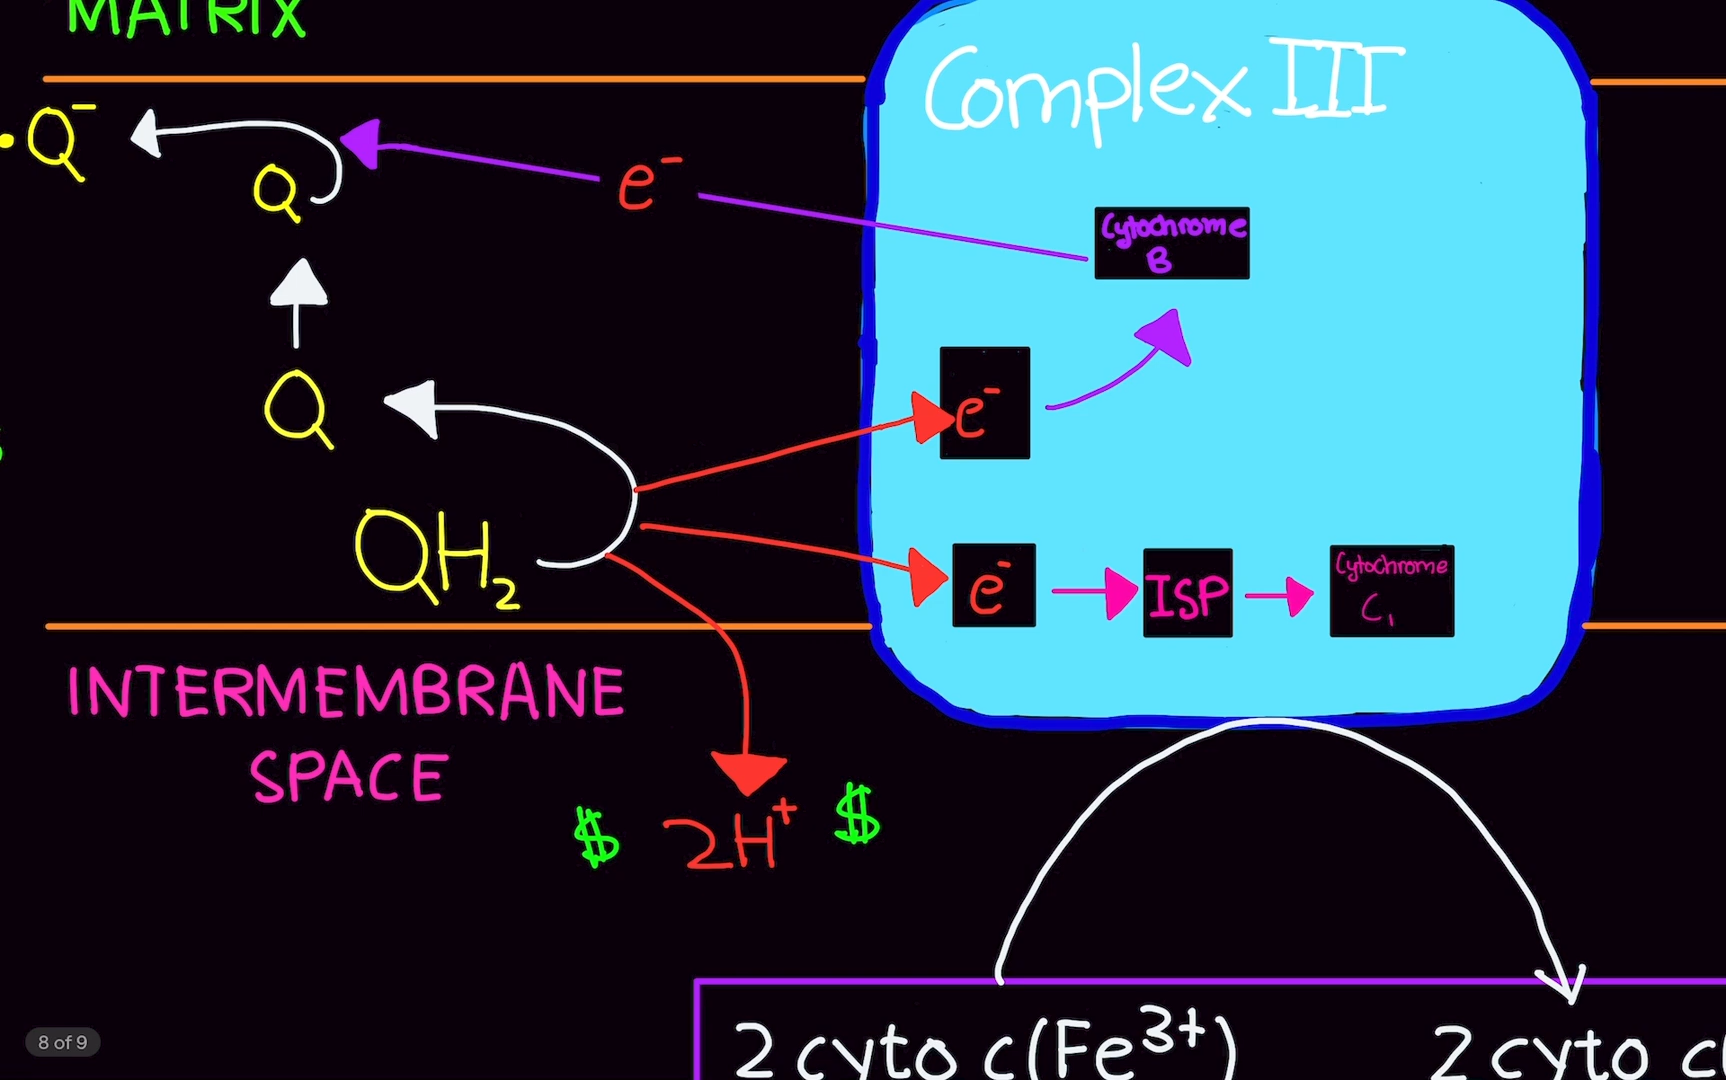 MATRIX
Complex III
•Q⁻
Q
e⁻
Cytochrome
B
Q
e⁻
QH₂
e⁻
ISP
Cytochrome
C₁
INTERMEMBRANE
SPACE
$ 2H⁺ $
8 of 9
2 cyto c(Fe³⁺)
2 cyto c(